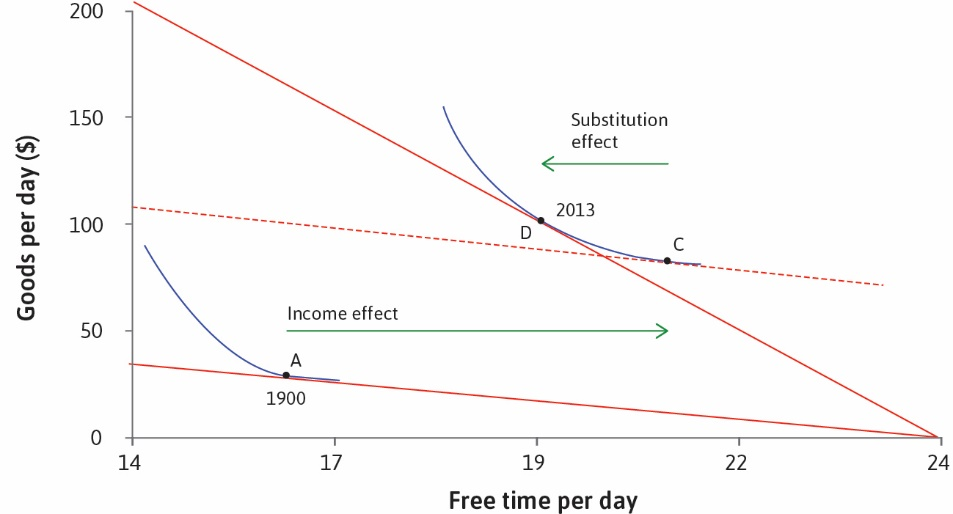 200
150
100
50
0
Goods per day ($)
Substitution
effect
2013
D
C
Income effect
A
1900
14
17
19
22
24
Free time per day